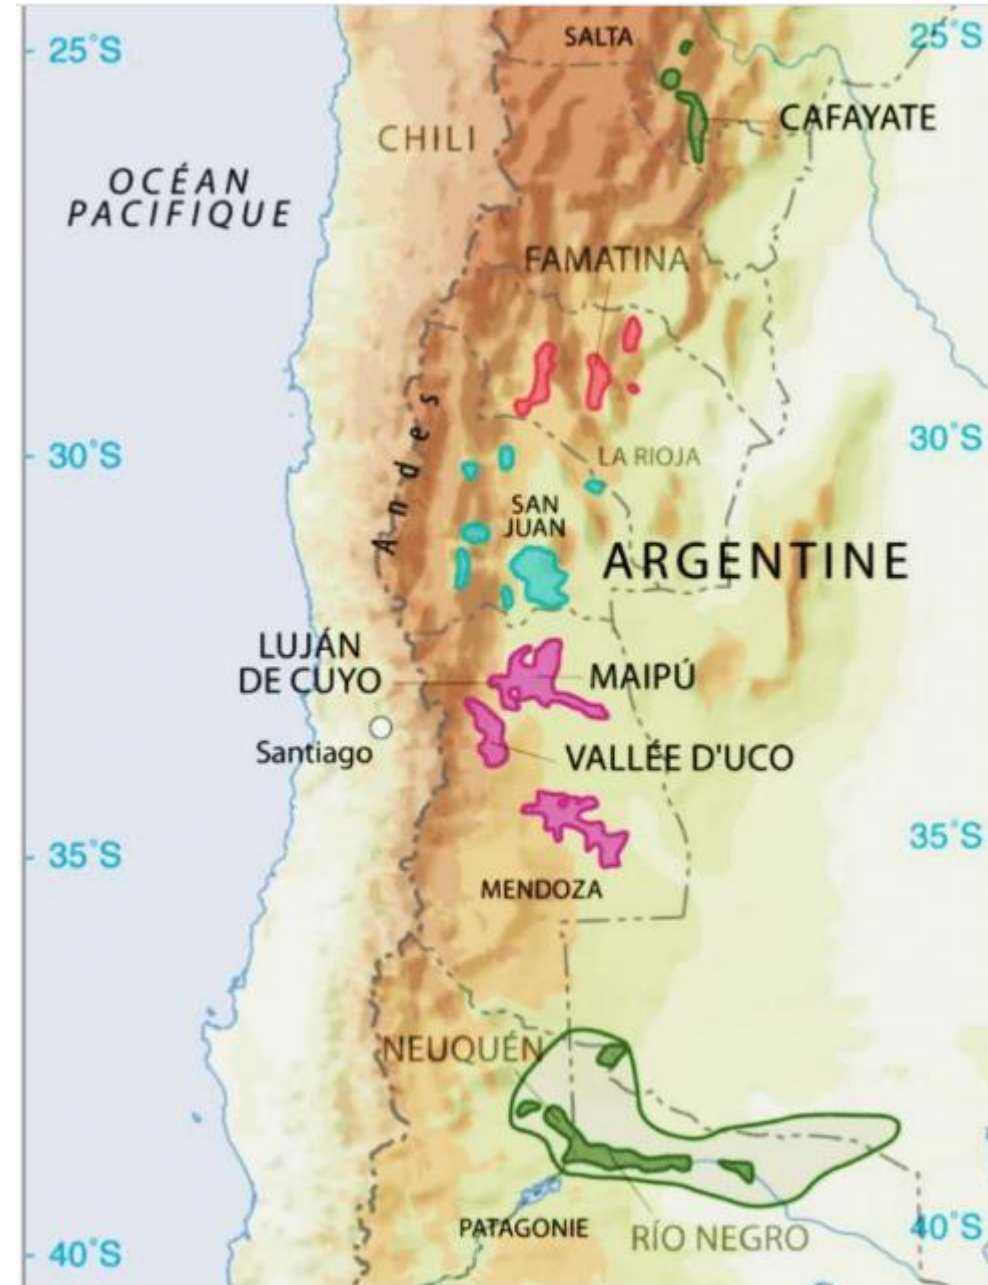 SALTA
25°S
25°S
CAFAYATE
CHILI
OCÉAN
PACIFIQUE
FAMATINA
Andes
30°S
30°S
LA RIOJA
SAN
JUAN
ARGENTINE
LUJÁN
DE CUYO
MAIPÚ
Santiago
VALLÉE D'UCO
35°S
35°S
MENDOZA
NEUQUÉN
PATAGONIE
RÍO NEGRO
40°S
40°S